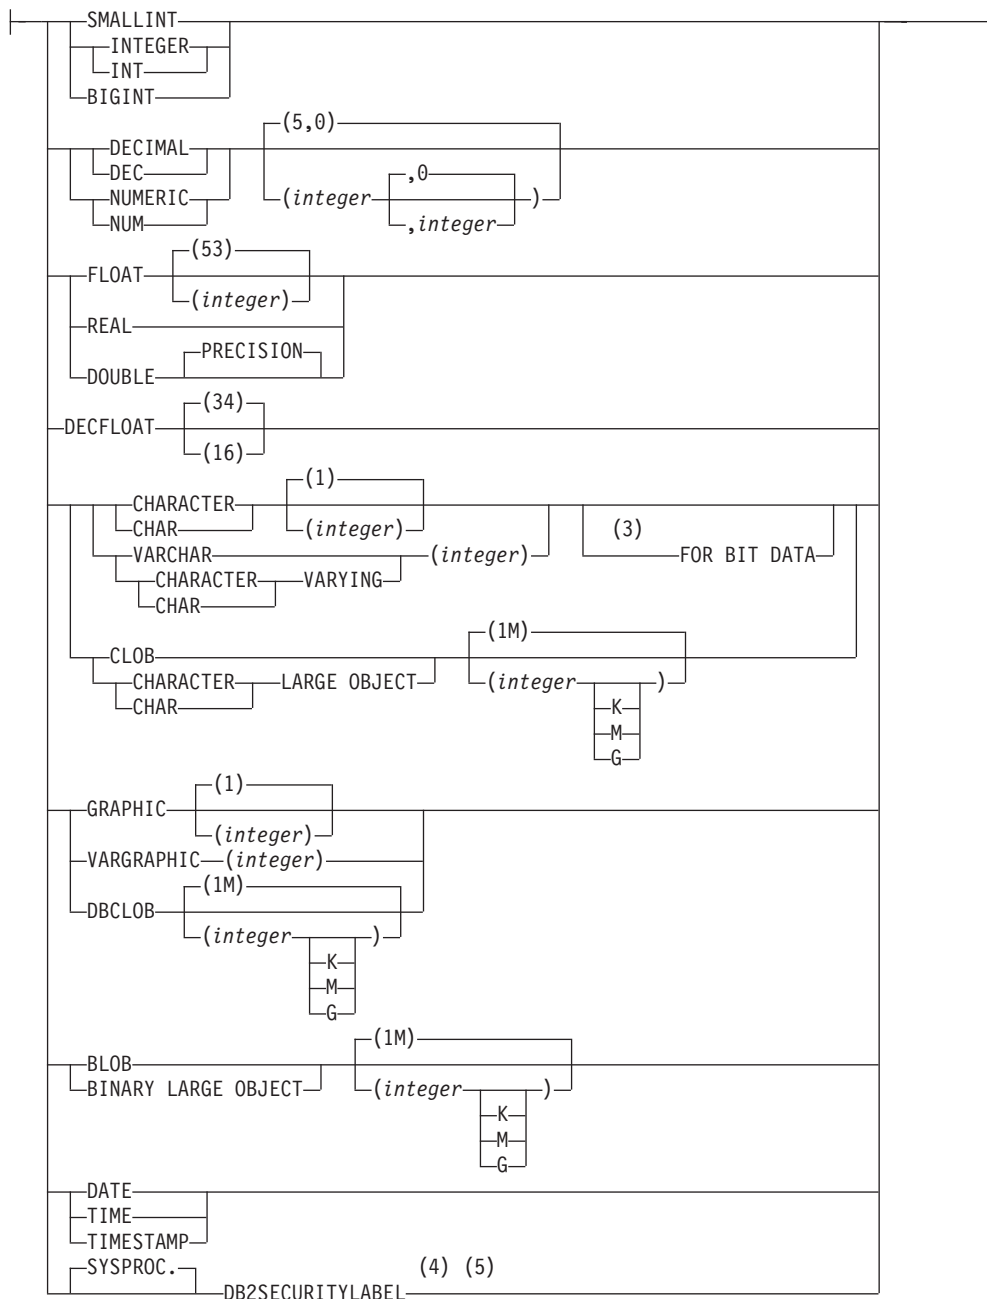 SMALLINT
INTEGER
INT
BIGINT
(5,0)
DECIMAL
DEC
,0
NUMERIC
(integer )
NUM
,integer
(53)
FLOAT
(integer)
REAL
PRECISION
DOUBLE
(34)
DECFLOAT
(16)
(1)
CHARACTER
CHAR (integer) (3)
VARCHAR (integer) FOR BIT DATA
CHARACTER VARYING
CHAR
(1M)
CLOB
CHARACTER LARGE OBJECT (integer )
CHAR K
M
G
(1)
GRAPHIC
(integer)
VARGRAPHIC (integer)
(1M)
DBCLOB
(integer )
K
M
G
(1M)
BLOB
BINARY LARGE OBJECT (integer )
K
M
G
DATE
TIME
TIMESTAMP
SYSPROC. (4) (5)
DB2SECURITYLABEL